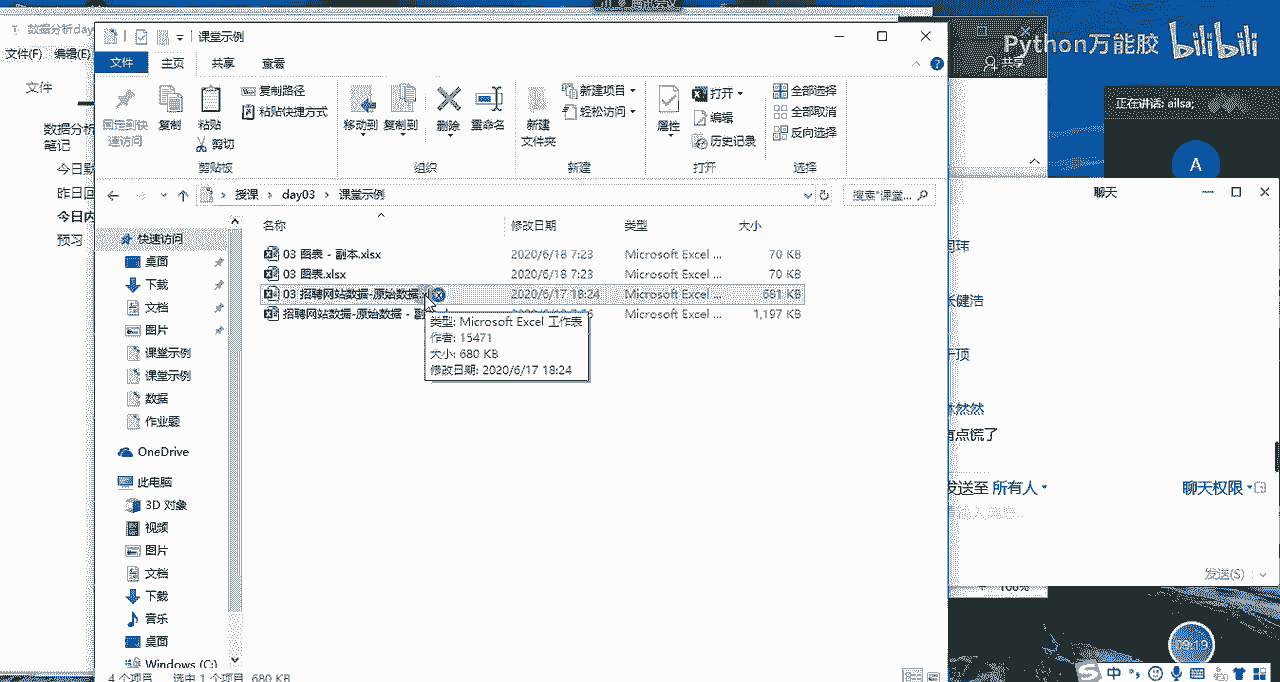 数据分析day
课堂示例
Python万能胶 bilibili
文件(F) 编辑(E)
文件 主页 共享 查看
共享
文件
复制路径
粘贴快捷方式
固定到快速访问
复制
粘贴
剪切
剪贴板
移动到
复制到
删除
重命名
组织
新建文件夹
新建项目
轻松访问
新建
属性
打开
编辑
历史记录
打开
全部选择
全部取消
反向选择
选择
正在讲话: ailsa;
A
数据分析
笔记
今日
昨日回
今日内
预习
授课 day03 课堂示例
搜索"课堂...
聊天
名称 修改日期 类型 大小
03 图表 - 副本.xlsx 2020/6/18 7:23 Microsoft Excel ... 70 KB
03 图表.xlsx 2020/6/18 7:23 Microsoft Excel ... 70 KB
03 招聘网站数据-原始数据 2020/6/17 18:24 Microsoft Excel ... 681 KB
招聘网站数据-原始数据 - 副 Microsoft Excel ... 1,197 KB
类型: Microsoft Excel 工作表
作者: 15471
大小: 680 KB
修改日期: 2020/6/17 18:24
快速访问
桌面
下载
文档
图片
课堂示例
课堂示例
数据
作业题
OneDrive
此电脑
3D 对象
视频
图片
文档
下载
音乐
桌面
Windows (C:)
4 个项目 选中 1 个项目 680 KB
健浩
然然
有点慌了
发送至 所有人
聊天权限
发送(S)
100%
09:19
中